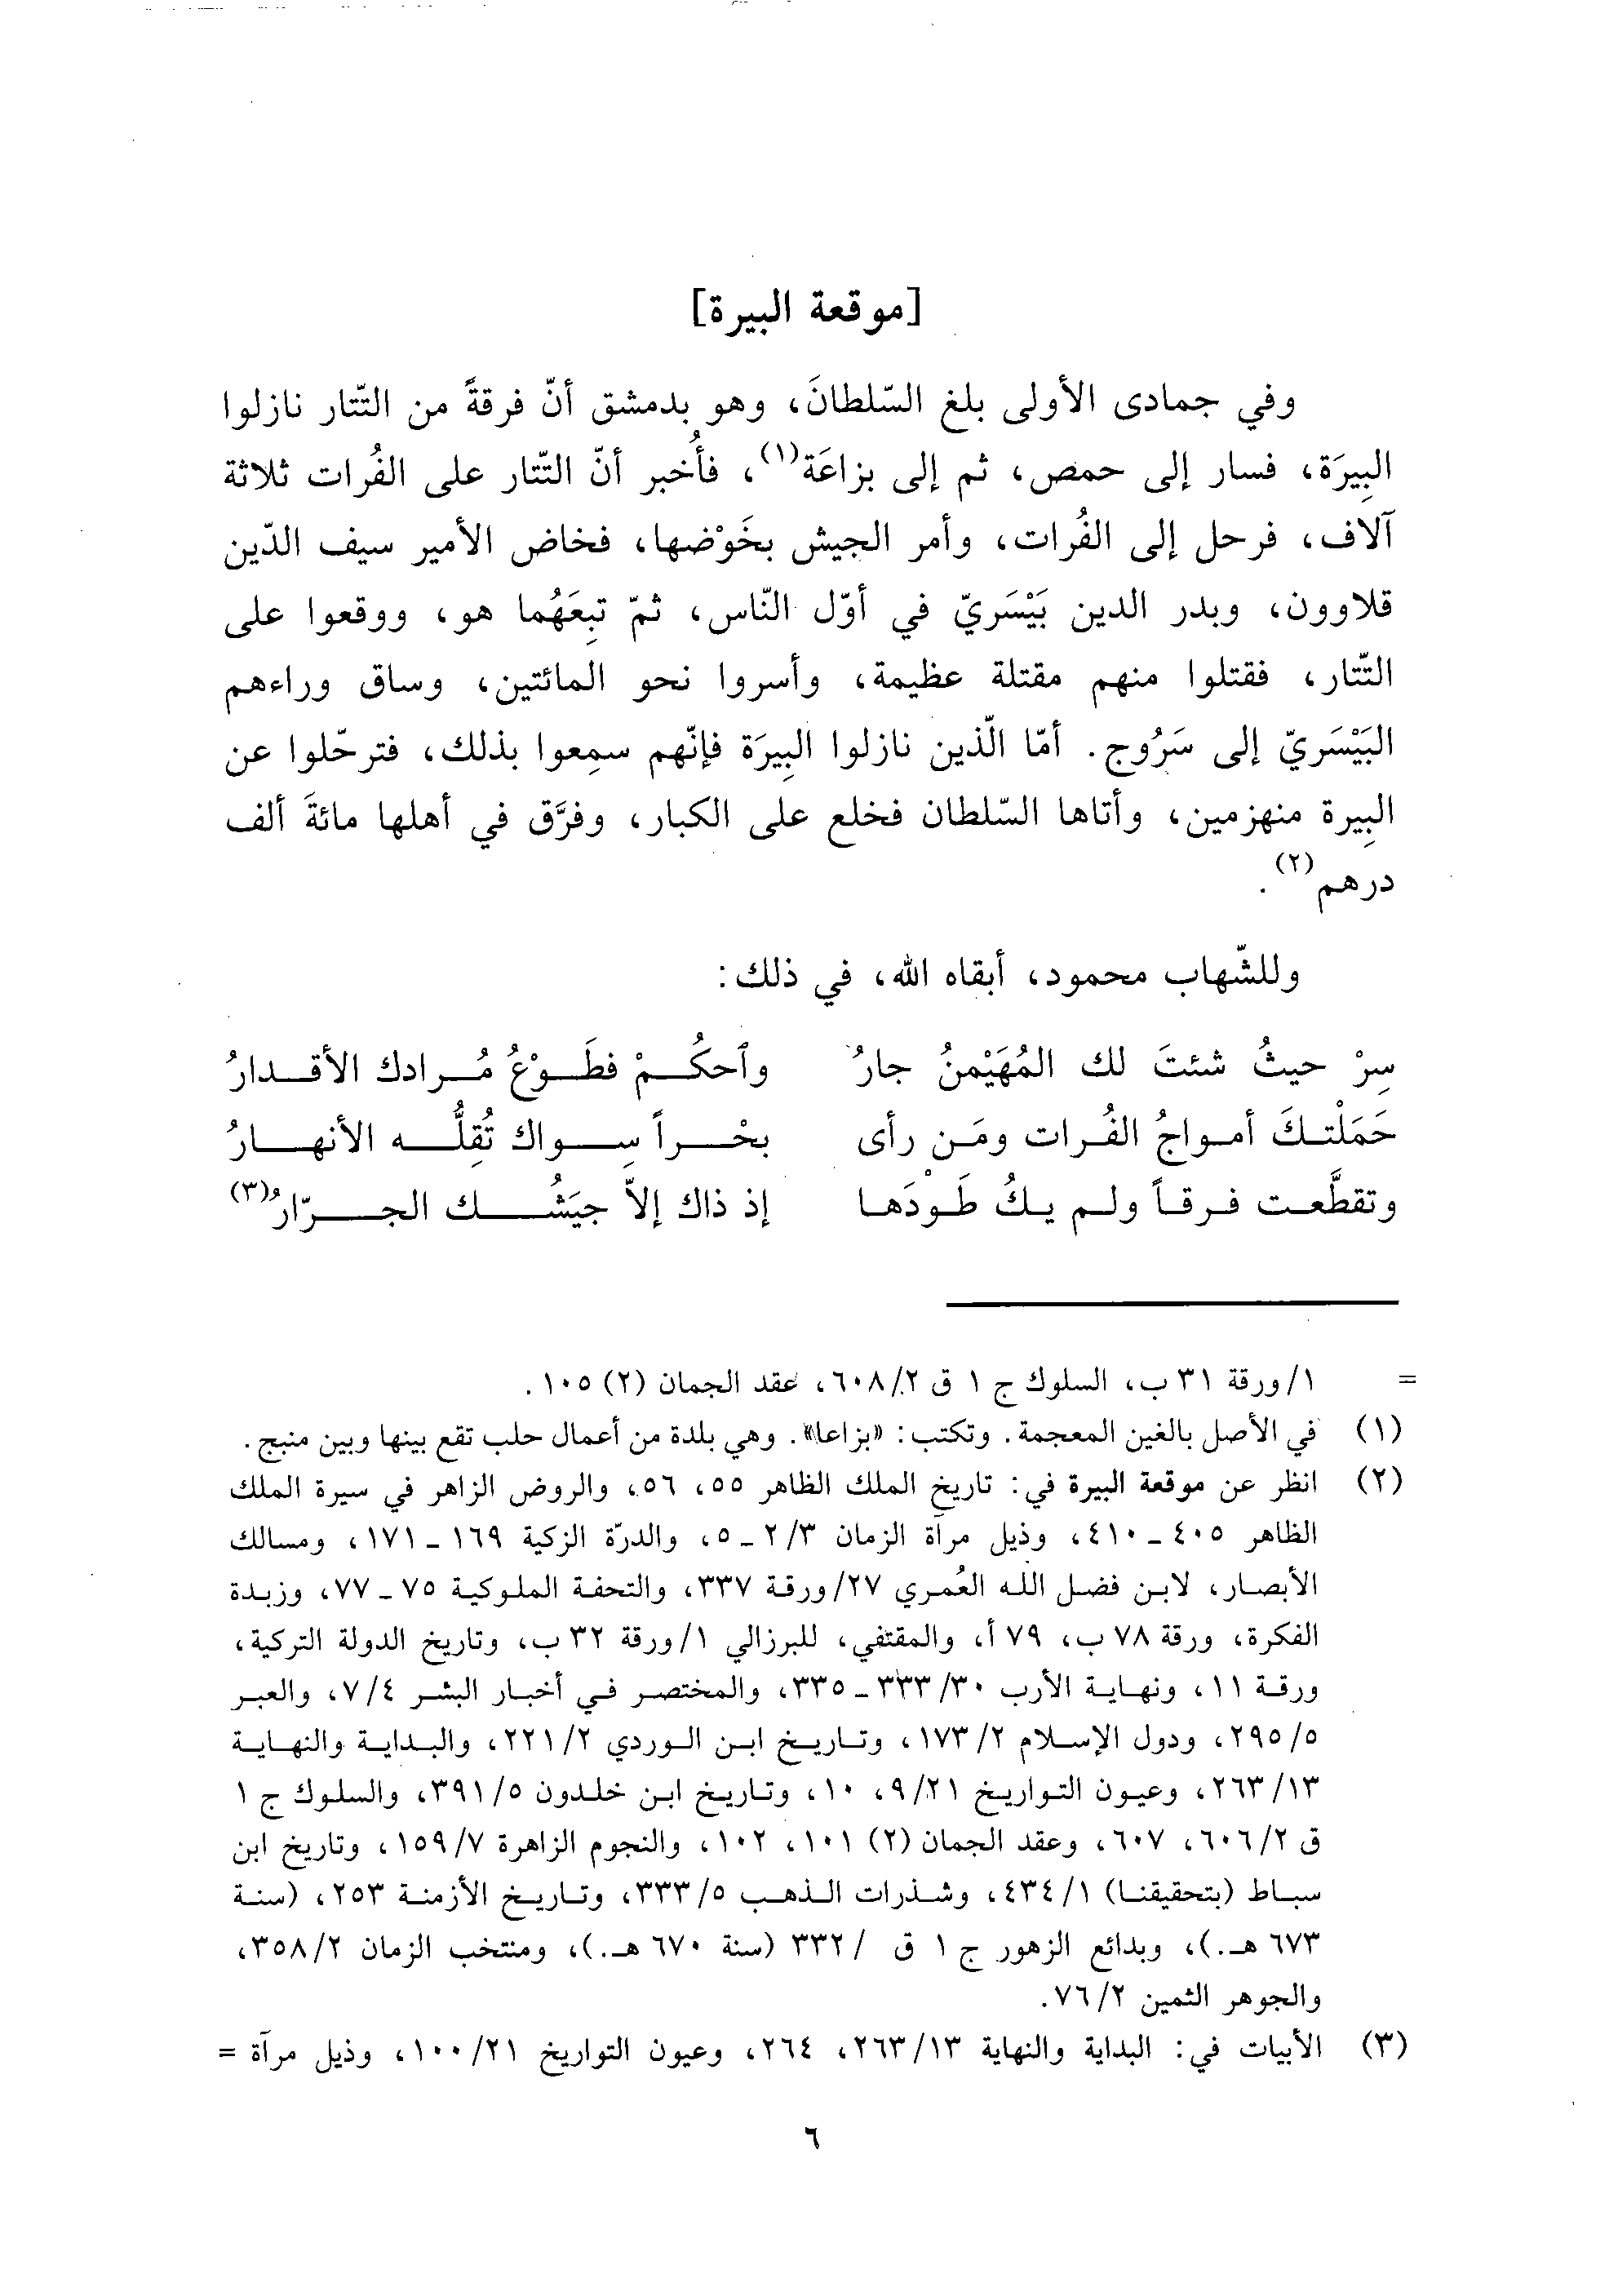 [موقعة البيرة]
وفي جمادى الأولى بلغ السّلطانَ، وهو بدمشق أنّ فرقةً من التّتار نازلوا
البِيرَة، فسار إلى حمص، ثم إلى بزاعَة(١)، فأُخبر أنّ التّتار على الفُرات ثلاثة
آلاف، فرحل إلى الفُرات، وأمر الجيش بخَوْضها، فخاض الأمير سيف الدّين
قلاوون، وبدر الدين بَيْسَريّ في أوّل النّاس، ثمّ تبِعَهُما هو، ووقعوا على
التّتار، فقتلوا منهم مقتلة عظيمة، وأسروا نحو المائتين، وساق وراءهم
البَيْسَريّ إلى سَرُوج. أمّا الّذين نازلوا البِيرَة فإنّهم سمِعوا بذلك، فترحّلوا عن
البِيرة منهزمين، وأتاها السّلطان فخلع على الكبار، وفرَّق في أهلها مائةَ ألف
درهم(٢).
وللشّهاب محمود، أبقاه الله، في ذلك:
سِرْ حيثُ شئتَ لك المُهَيْمنُ جارُ وٱحكُمْ فطَوْعُ مُرادك الأقدارُ
حَمَلْتكَ أمواجُ الفُرات ومَن رأى بحْراً سِواك تُقِلُّه الأنهارُ
وتقطَّعت فرقاً ولم يكُ طَوْدَها إذ ذاك إلاّ جيَشُك الجرّارُ(٣)
= ١/ورقة ٣١ ب، السلوك ج ١ ق ٦٠٨/٢، عقد الجمان (٢) ١٠٥.
(١) في الأصل بالغين المعجمة. وتكتب: «بزاعا». وهي بلدة من أعمال حلب تقع بينها وبين منبج.
(٢) انظر عن موقعة البيرة في: تاريخ الملك الظاهر ٥٥، ٥٦، والروض الزاهر في سيرة الملك
الظاهر ٤٠٥ ـ ٤١٠، وذيل مرآة الزمان ٢/٣ ـ ٥، والدرّة الزكية ١٦٩ ـ ١٧١، ومسالك
الأبصار، لابن فضل الله العُمري ٢٧/ورقة ٣٣٧، والتحفة الملوكية ٧٥ ـ ٧٧، وزبدة
الفكرة، ورقة ٧٨ ب، ٧٩ أ، والمقتفي، للبرزالي ١/ورقة ٣٢ ب، وتاريخ الدولة التركية،
ورقة ١١، ونهاية الأرب ٣٣٣/٣٠ ـ ٣٣٥، والمختصر في أخبار البشر ٧/٤، والعبر
٢٩٥/٥، ودول الإسلام ١٧٣/٢، وتاريخ ابن الوردي ٢٢١/٢، والبداية والنهاية
٢٦٣/١٣، وعيون التواريخ ٩/٢١، ١٠، وتاريخ ابن خلدون ٣٩١/٥، والسلوك ج ١
ق ٦٠٦/٢، ٦٠٧، وعقد الجمان (٢) ١٠١، ١٠٢، والنجوم الزاهرة ١٥٩/٧، وتاريخ ابن
سباط (بتحقيقنا) ٤٣٤/١، وشذرات الذهب ٣٣٣/٥، وتاريخ الأزمنة ٢٥٣، (سنة
٦٧٣ هـ.)، وبدائع الزهور ج ١ ق /٣٣٢ (سنة ٦٧٠ هـ.)، ومنتخب الزمان ٣٥٨/٢،
والجوهر الثمين ٧٦/٢.
(٣) الأبيات في: البداية والنهاية ٢٦٣/١٣، ٢٦٤، وعيون التواريخ ١٠٠/٢١، وذيل مرآة =
٦